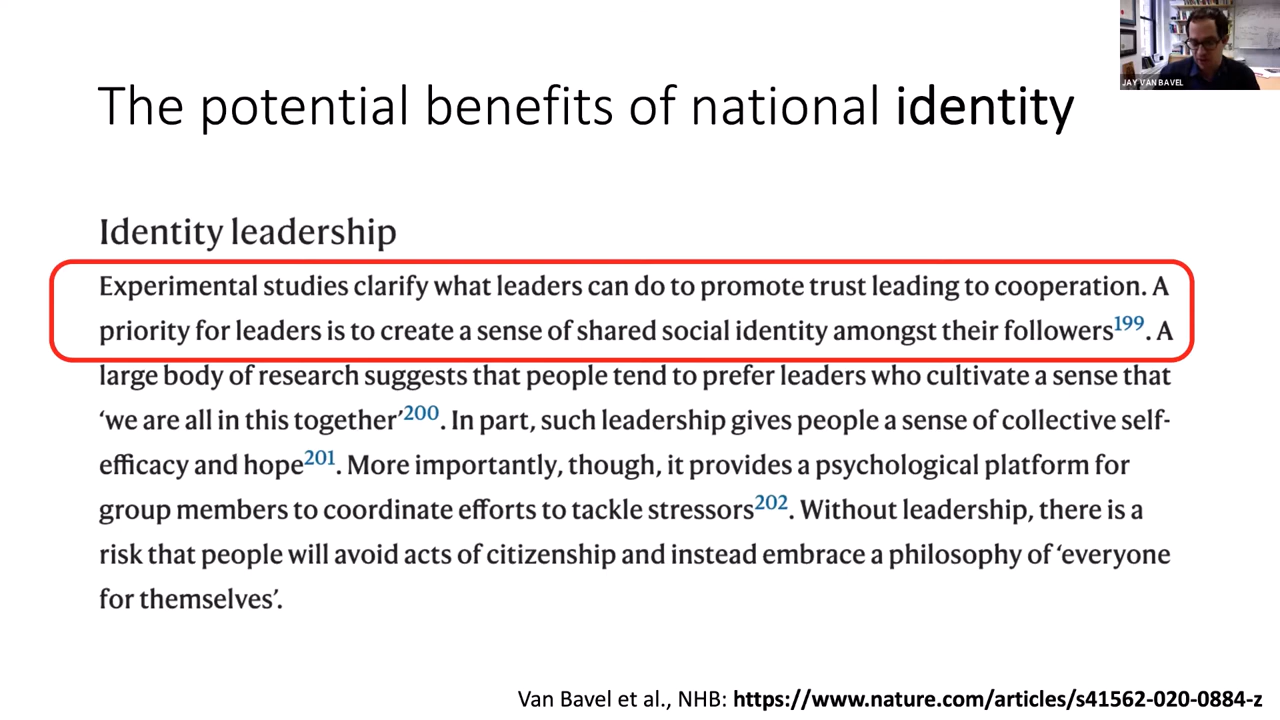 JAY VAN BAVEL
The potential benefits of national identity
Identity leadership
Experimental studies clarify what leaders can do to promote trust leading to cooperation. A
priority for leaders is to create a sense of shared social identity amongst their followers199. A
large body of research suggests that people tend to prefer leaders who cultivate a sense that
‘we are all in this together’200. In part, such leadership gives people a sense of collective self-
efficacy and hope201. More importantly, though, it provides a psychological platform for
group members to coordinate efforts to tackle stressors202. Without leadership, there is a
risk that people will avoid acts of citizenship and instead embrace a philosophy of ‘everyone
for themselves’.
Van Bavel et al., NHB: https://www.nature.com/articles/s41562-020-0884-z